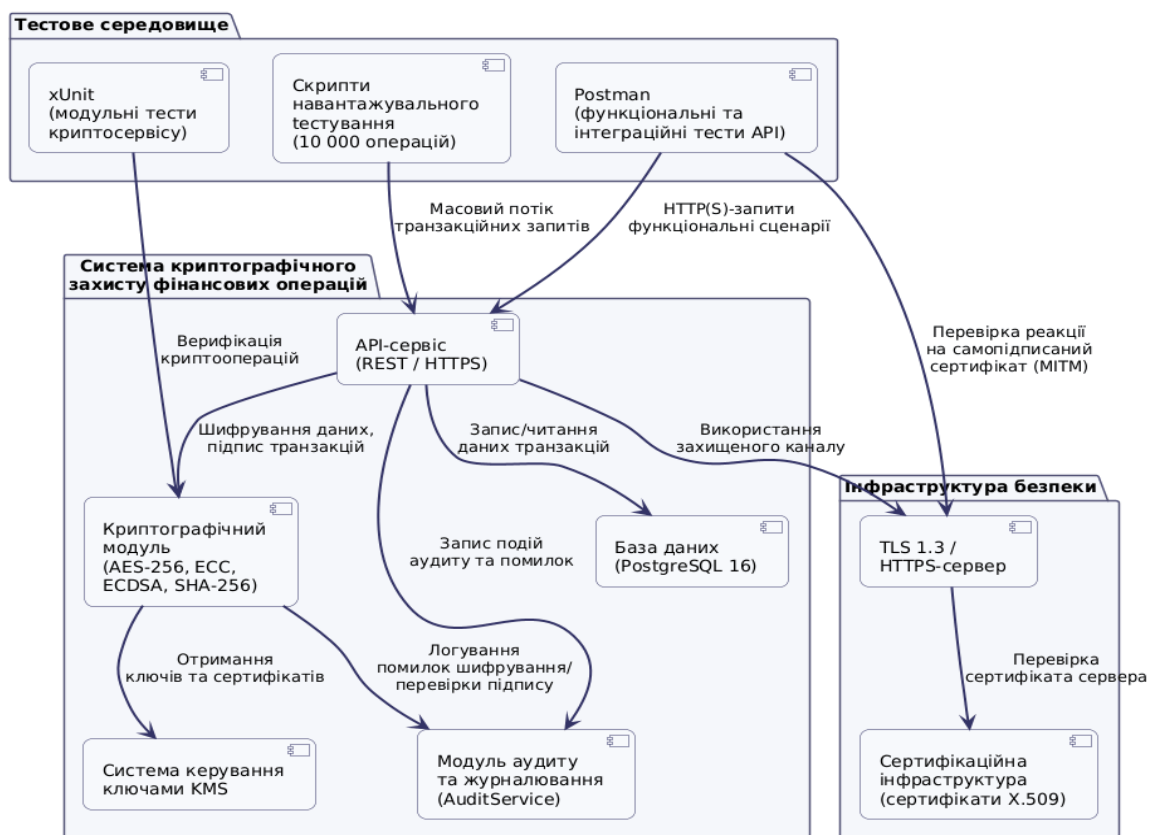 Тестове середовище
xUnit
(модульні тести
криптосервісу)
Скрипти
навантажувального
тестування
(10 000 операцій)
Postman
(функціональні та
інтеграційні тести API)
Масовий потік
транзакційних запитів
HTTP(S)-запити
функціональні сценарії
Система криптографічного
захисту фінансових операцій
API-сервіс
(REST / HTTPS)
Верифікація
криптооперацій
Перевірка реакції
на самопідписаний
сертифікат (MITM)
Шифрування даних,
підпис транзакцій
Запис/читання
даних транзакцій
Використання
захищеного каналу
Інфраструктура безпеки
Криптографічний
модуль
(AES-256, ECC,
ECDSA, SHA-256)
Запис подій
аудиту та помилок
База даних
(PostgreSQL 16)
TLS 1.3 /
HTTPS-сервер
Отримання
ключів та сертифікатів
Логування
помилок шифрування/
перевірки підпису
Перевірка
сертифіката сервера
Система керування
ключами KMS
Модуль аудиту
та журналювання
(AuditService)
Сертифікаційна
інфраструктура
(сертифікати X.509)